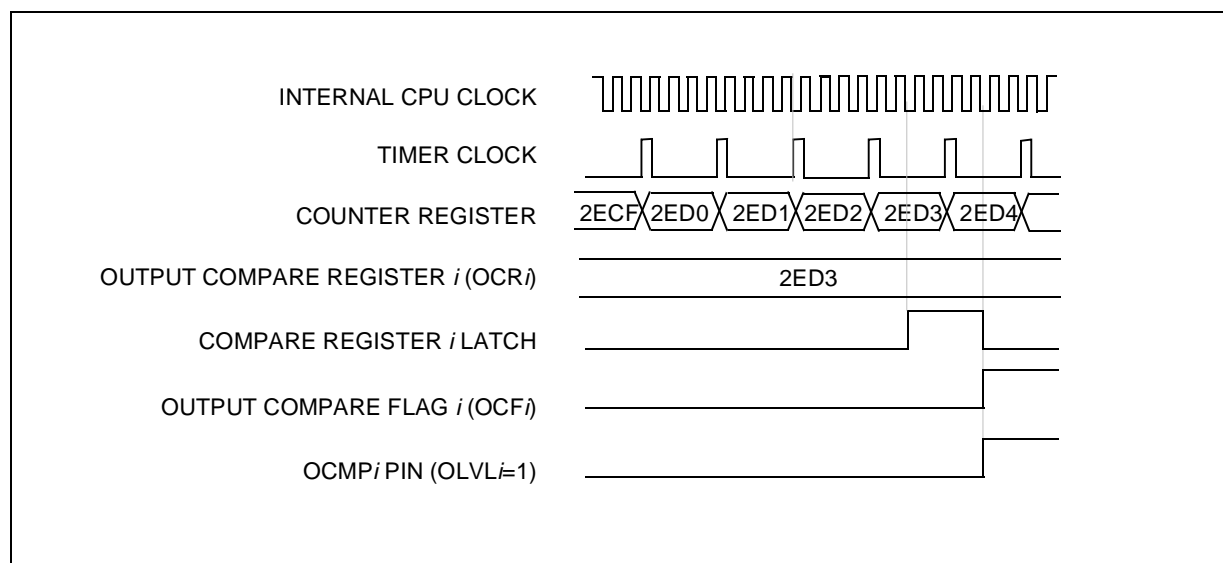 INTERNAL CPU CLOCK
TIMER CLOCK
COUNTER REGISTER 2ECF 2ED0 2ED1 2ED2 2ED3 2ED4
OUTPUT COMPARE REGISTER i (OCRi) 2ED3
COMPARE REGISTER i LATCH
OUTPUT COMPARE FLAG i (OCFi)
OCMPi PIN (OLVLi=1)